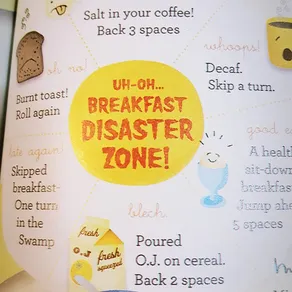 Salt in your coffee!
Back 3 spaces
whoops!
Decaf.
Skip a turn.
oh no!
Burnt toast!
Roll again
UH-OH...
BREAKFAST
DISASTER
ZONE!
late again!
Skipped
breakfast-
One turn
in the
Swamp
good
A health
sit-down
breakfas
Jump ahe
5 spaces
blech.
Poured
O.J. on cereal.
Back 2 spaces
fresh
O.J
fresh
squeezed